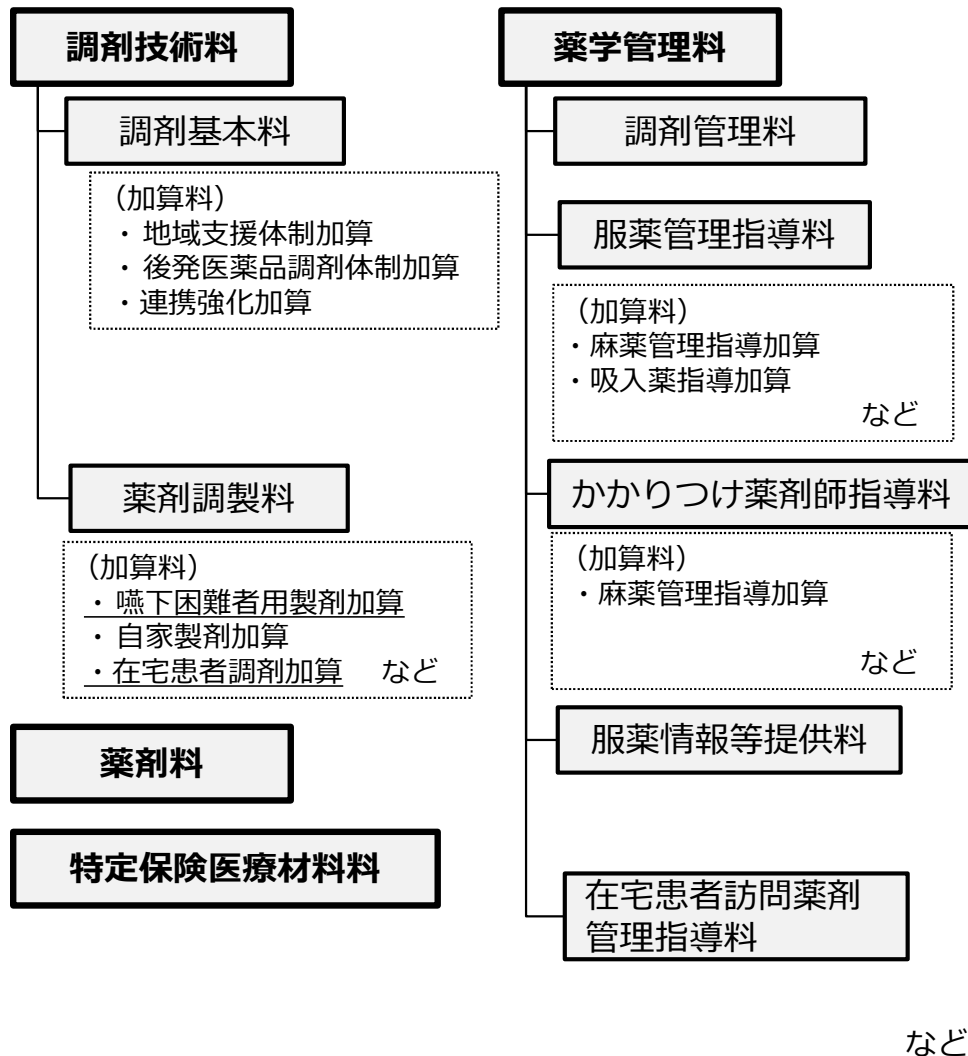 調剤技術料
調剤基本料
（加算料）
・ 地域支援体制加算
・ 後発医薬品調剤体制加算
・連携強化加算
薬剤調製料
（加算料）
・ 嚥下困難者用製剤加算
・ 自家製剤加算
・在宅患者調剤加算 など
薬剤料
特定保険医療材料料
薬学管理料
調剤管理料
服薬管理指導料
（加算料）
・麻薬管理指導加算
・吸入薬指導加算
など
かかりつけ薬剤師指導料
（加算料）
・麻薬管理指導加算
など
服薬情報等提供料
在宅患者訪問薬剤
管理指導料
など